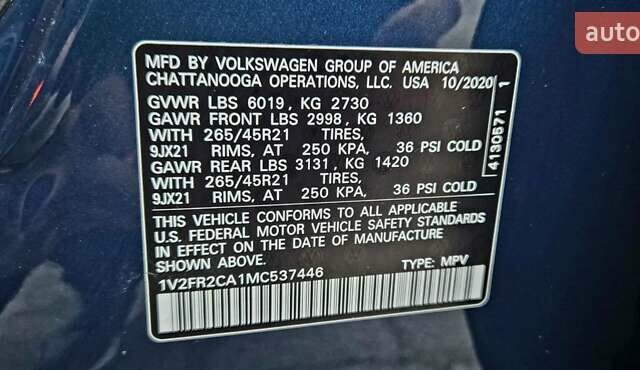 auto
MFD BY VOLKSWAGEN GROUP OF AMERICA
CHATTANOOGA OPERATIONS, LLC. USA 10/2020 1
GVWR LBS 6019, KG 2730
GAWR FRONT LBS 2998, KG 1360
WITH 265/45R21 TIRES,
9JX21 RIMS, AT 250 KPA, 36 PSI COLD
GAWR REAR LBS 3131, KG 1420
WITH 265/45R21 TIRES,
9JX21 RIMS, AT 250 KPA, 36 PSI COLD
4130571
THIS VEHICLE CONFORMS TO ALL APPLICABLE
U.S. FEDERAL MOTOR VEHICLE SAFETY STANDARDS
IN EFFECT ON THE DATE OF MANUFACTURE
SHOWN ABOVE.
1V2FR2CA1MC537446 TYPE: MPV